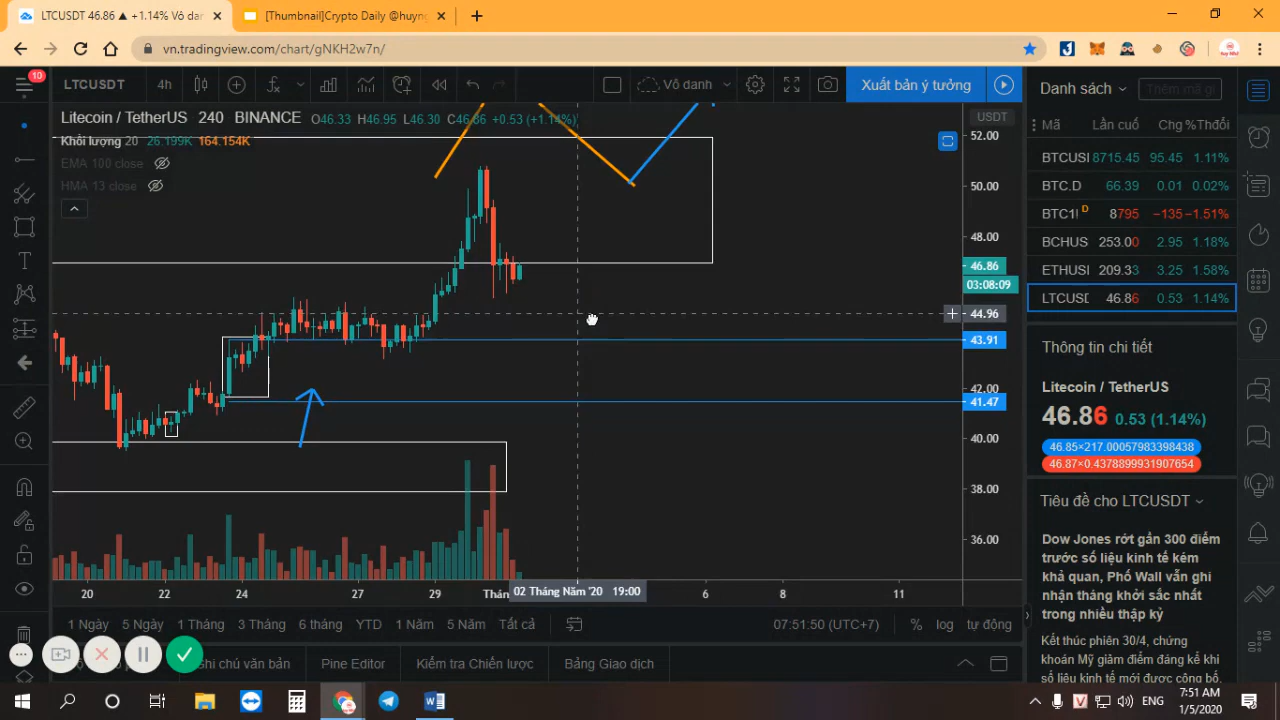 LTCUSDT 46.86 ▲ +1.14% Vô dan
[Thumbnail]Crypto Daily @huyng
vn.tradingview.com/chart/gNKH2w7n/
10
LTCUSDT
4h
Vô danh
Xuất bản ý tưởng
Danh sách
Thêm mã gi
Litecoin / TetherUS 240 BINANCE O46.33 H46.95 L46.30 C46.86 +0.53 (+1.14%)
Khối lượng 20 26.199K 164.154K
EMA 100 close
HMA 13 close
USDT
52.00
50.00
48.00
46.86
03:08:09
44.96
43.91
42.00
41.47
40.00
38.00
36.00
Mã Lần cuố Chg %Thđổi
BTCUSI 8715.45 95.45 1.11%
BTC.D 66.39 0.01 0.02%
BTC1! D 8795 −135 −1.51%
BCHUS 253.00 2.95 1.18%
ETHUSI 209.33 3.25 1.58%
LTCUSD 46.86 0.53 1.14%
Thông tin chi tiết
Litecoin / TetherUS
46.86 0.53 (1.14%)
46.85×217.00057983398438
46.87×0.4378899931907654
Tiêu đề cho LTCUSDT
Dow Jones rớt gần 300 điểm
trước số liệu kinh tế kém
khả quan, Phố Wall vẫn ghi
nhận tháng khởi sắc nhất
trong nhiều thập kỷ
Kết thúc phiên 30/4, chứng
khoán Mỹ giảm điểm đáng kể khi
số liệu kinh tế mới được công bố,
20 22 24 27 29 Thán 02 Tháng Năm '20 19:00 6 8 11
1 Ngày 5 Ngày 1 Tháng 3 Tháng 6 tháng YTD 1 Năm 5 Năm Tất cả
07:51:50 (UTC+7) % log tự động
Ghi chú văn bản Pine Editor Kiểm tra Chiến lược Bảng Giao dịch
ENG
7:51 AM
1/5/2020